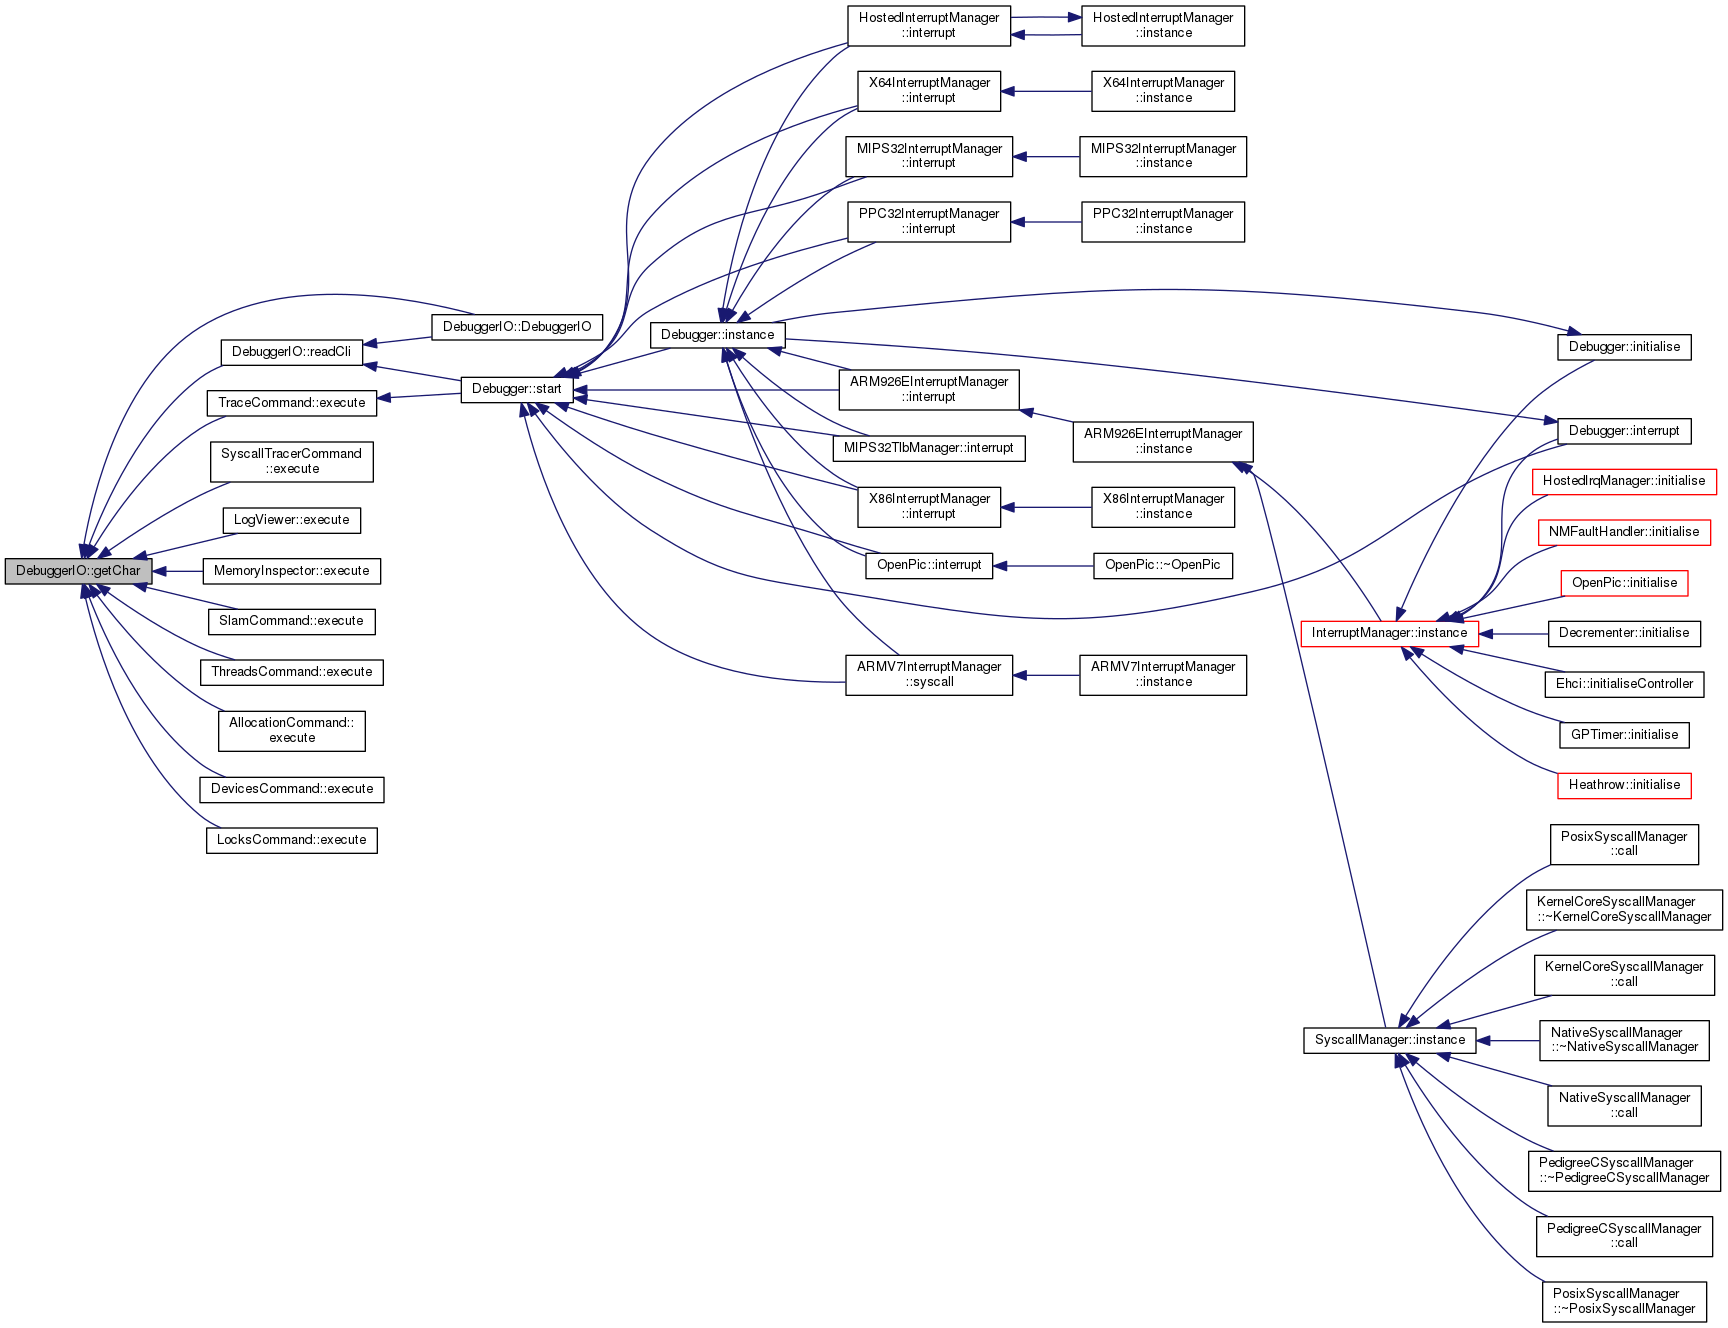 DebuggerIO::getChar
DebuggerIO::DebuggerIO
DebuggerIO::readCli
TraceCommand::execute
SyscallTracerCommand
::execute
LogViewer::execute
MemoryInspector::execute
SlamCommand::execute
ThreadsCommand::execute
AllocationCommand::
execute
DevicesCommand::execute
LocksCommand::execute
Debugger::start
Debugger::instance
HostedInterruptManager
::interrupt
X64InterruptManager
::interrupt
MIPS32InterruptManager
::interrupt
PPC32InterruptManager
::interrupt
ARM926EInterruptManager
::interrupt
MIPS32TlbManager::interrupt
X86InterruptManager
::interrupt
OpenPic::interrupt
ARMV7InterruptManager
::syscall
HostedInterruptManager
::instance
X64InterruptManager
::instance
MIPS32InterruptManager
::instance
PPC32InterruptManager
::instance
ARM926EInterruptManager
::instance
X86InterruptManager
::instance
OpenPic::~OpenPic
ARMV7InterruptManager
::instance
InterruptManager::instance
SyscallManager::instance
Debugger::initialise
Debugger::interrupt
HostedIrqManager::initialise
NMFaultHandler::initialise
OpenPic::initialise
Decrementer::initialise
Ehci::initialiseController
GPTimer::initialise
Heathrow::initialise
PosixSyscallManager
::call
KernelCoreSyscallManager
::~KernelCoreSyscallManager
KernelCoreSyscallManager
::call
NativeSyscallManager
::~NativeSyscallManager
NativeSyscallManager
::call
PedigreeCSyscallManager
::~PedigreeCSyscallManager
PedigreeCSyscallManager
::call
PosixSyscallManager
::~PosixSyscallManager